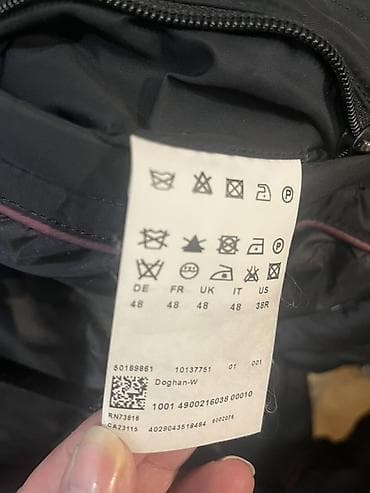 P
P
DE FR UK IT US
48 48 48 48 38R
50189861 10137751 01 001
Doghan-W
1001 4900216038 00010
RN73816
CA23115 4029043518484 6002076